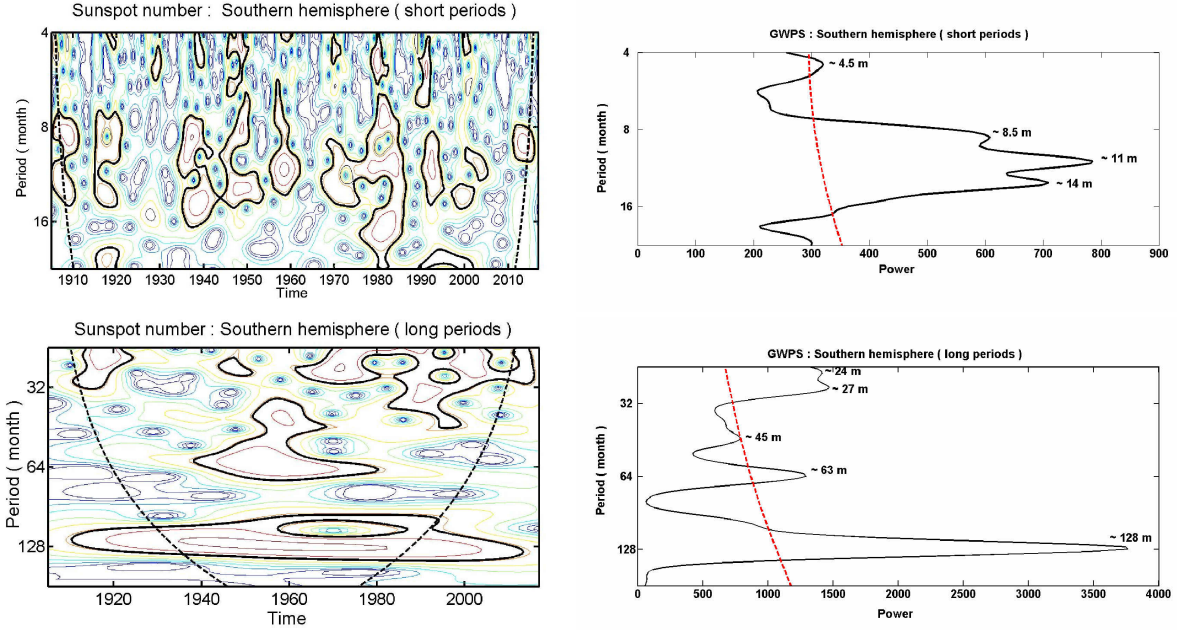 Sunspot number : Southern hemisphere ( short periods )
4
8
16
Period ( month )
1910 1920 1930 1940 1950 1960 1970 1980 1990 2000 2010
Time
GWPS : Southern hemisphere ( short periods )
4
8
16
Period ( month )
~ 4.5 m
~ 8.5 m
~ 11 m
~ 14 m
0 100 200 300 400 500 600 700 800 900
Power
Sunspot number : Southern hemisphere ( long periods )
32
64
128
Period ( month )
1920 1940 1960 1980 2000
Time
GWPS : Southern hemisphere ( long periods )
32
64
128
Period ( month )
~ 24 m
~ 27 m
~ 45 m
~ 63 m
~ 128 m
0 500 1000 1500 2000 2500 3000 3500 4000
Power